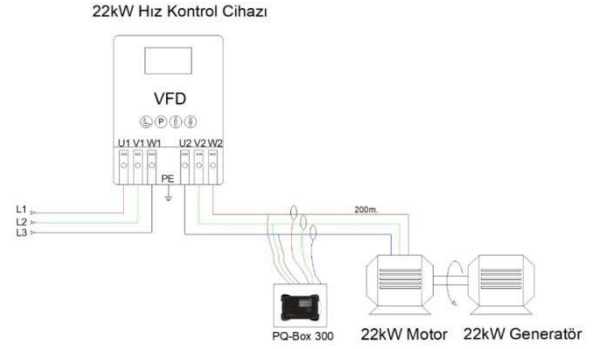 22kW Hız Kontrol Cihazı
VFD
P
U1 V1 W1 U2 V2 W2
PE
L1
L2
L3
200m.
PQ-Box 300
22kW Motor
22kW Generatör